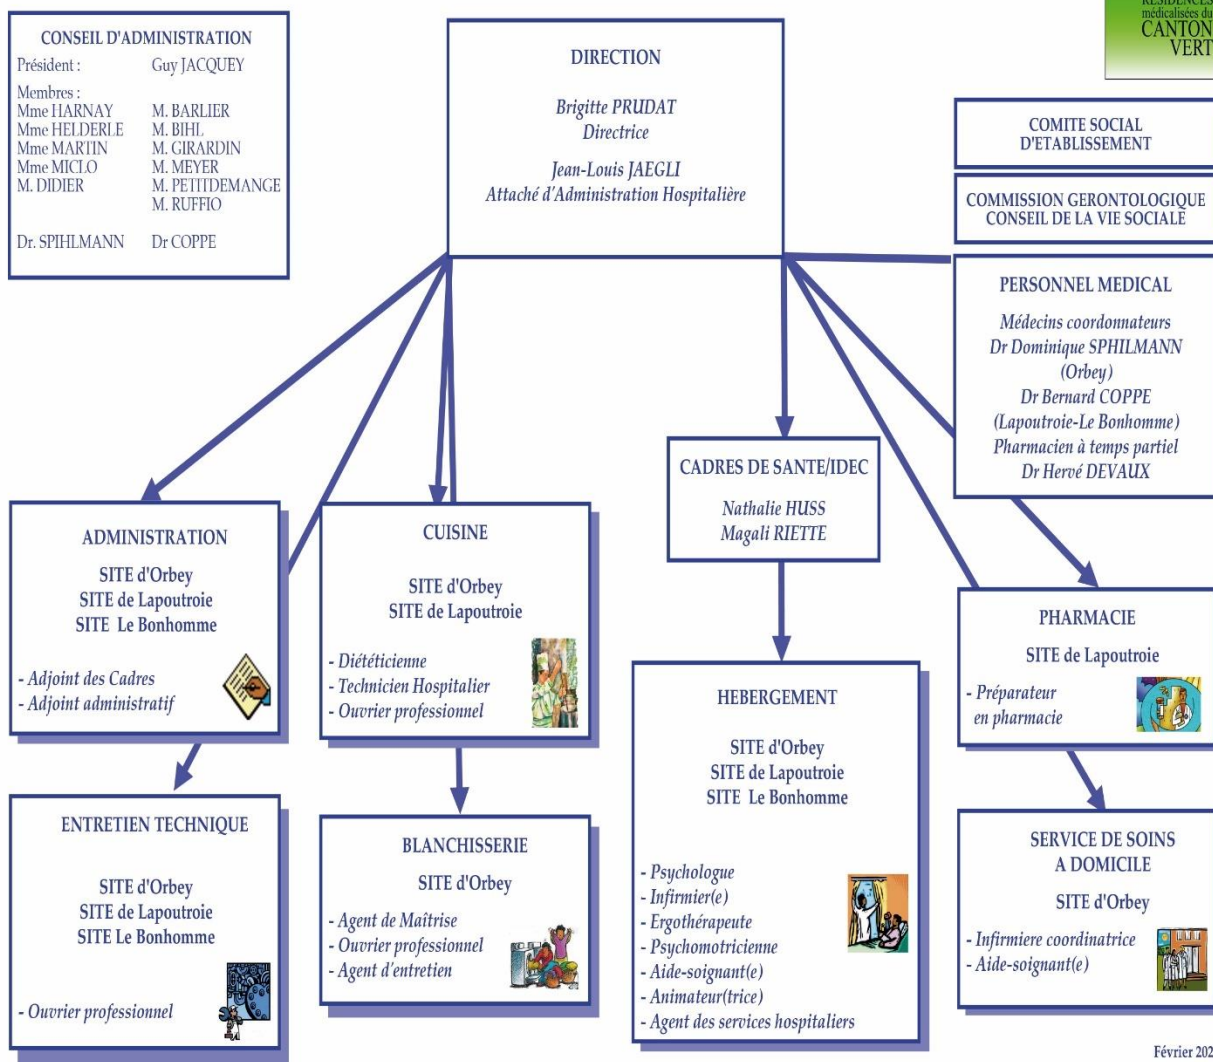 CONSEIL D'ADMINISTRATION
Président : Guy JACQUEY
Membres :
Mme HARNAY M. BARLIER
Mme HELDERLE M. BIHL
Mme MARTIN M. GIRARDIN
Mme MICLO M. MEYER
M. DIDIER M. PETITDEMANGE
M. RUFFIO
Dr. SPIHLMANN Dr COPPE
DIRECTION
Brigitte PRUDAT
Directrice
Jean-Louis JAEGLI
Attaché d'Administration Hospitalière
RESIDENCES
médicalisées du
CANTON
VERT
COMITE SOCIAL
D'ETABLISSEMENT
COMMISSION GERONTOLOGIQUE
CONSEIL DE LA VIE SOCIALE
PERSONNEL MEDICAL
Médecins coordonnateurs
Dr Dominique SPHILMANN
(Orbey)
Dr Bernard COPPE
(Lapoutroie-Le Bonhomme)
Pharmacien à temps partiel
Dr Hervé DEVAUX
CADRES DE SANTE/IDEC
Nathalie HUSS
Magali RIETTE
ADMINISTRATION
SITE d'Orbey
SITE de Lapoutroie
SITE Le Bonhomme
- Adjoint des Cadres
- Adjoint administratif
CUISINE
SITE d'Orbey
SITE de Lapoutroie
- Diététicienne
- Technicien Hospitalier
- Ouvrier professionnel
HEBERGEMENT
SITE d'Orbey
SITE de Lapoutroie
SITE Le Bonhomme
- Psychologue
- Infirmier(e)
- Ergothérapeute
- Psychomotricienne
- Aide-soignant(e)
- Animateur(trice)
- Agent des services hospitaliers
PHARMACIE
SITE de Lapoutroie
- Préparateur
en pharmacie
ENTRETIEN TECHNIQUE
SITE d'Orbey
SITE de Lapoutroie
SITE Le Bonhomme
- Ouvrier professionnel
BLANCHISSERIE
SITE d'Orbey
- Agent de Maîtrise
- Ouvrier professionnel
- Agent d'entretien
SERVICE DE SOINS
A DOMICILE
SITE d'Orbey
- Infirmiere coordinatrice
- Aide-soignant(e)
Février 202